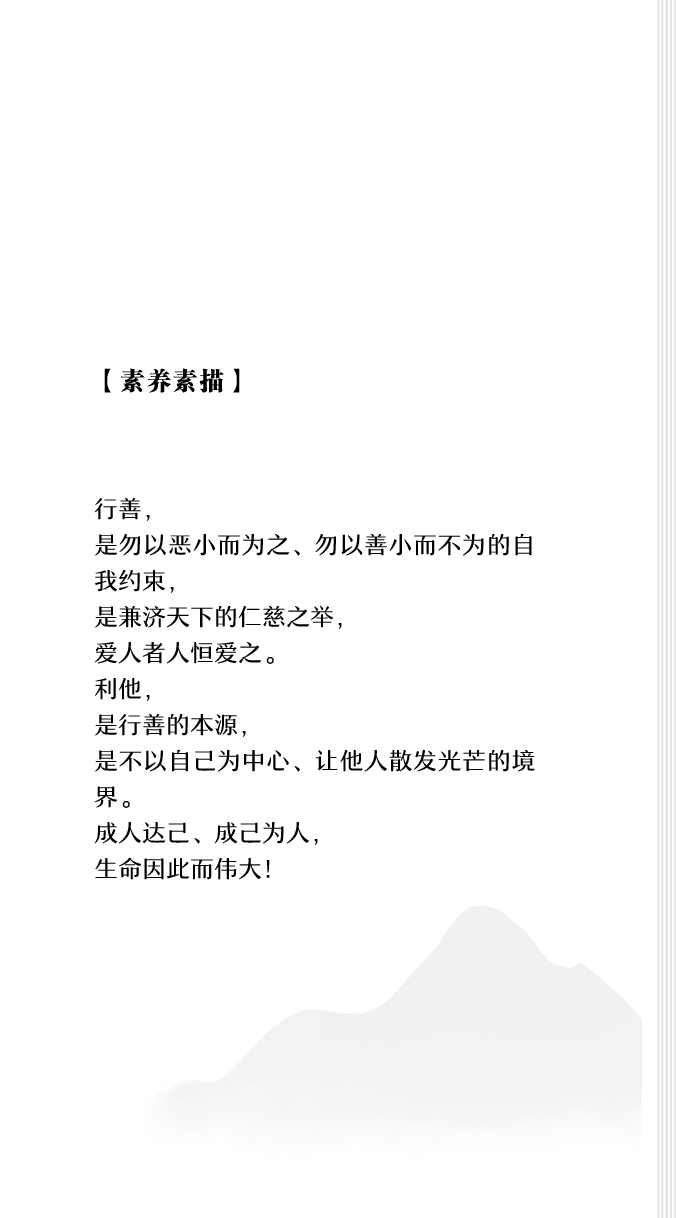 【素养素描】
行善，
是勿以恶小而为之、勿以善小而不为的自
我约束，
是兼济天下的仁慈之举，
爱人者人恒爱之。
利他，
是行善的本源，
是不以自己为中心、让他人散发光芒的境
界。
成人达己、成己为人，
生命因此而伟大！